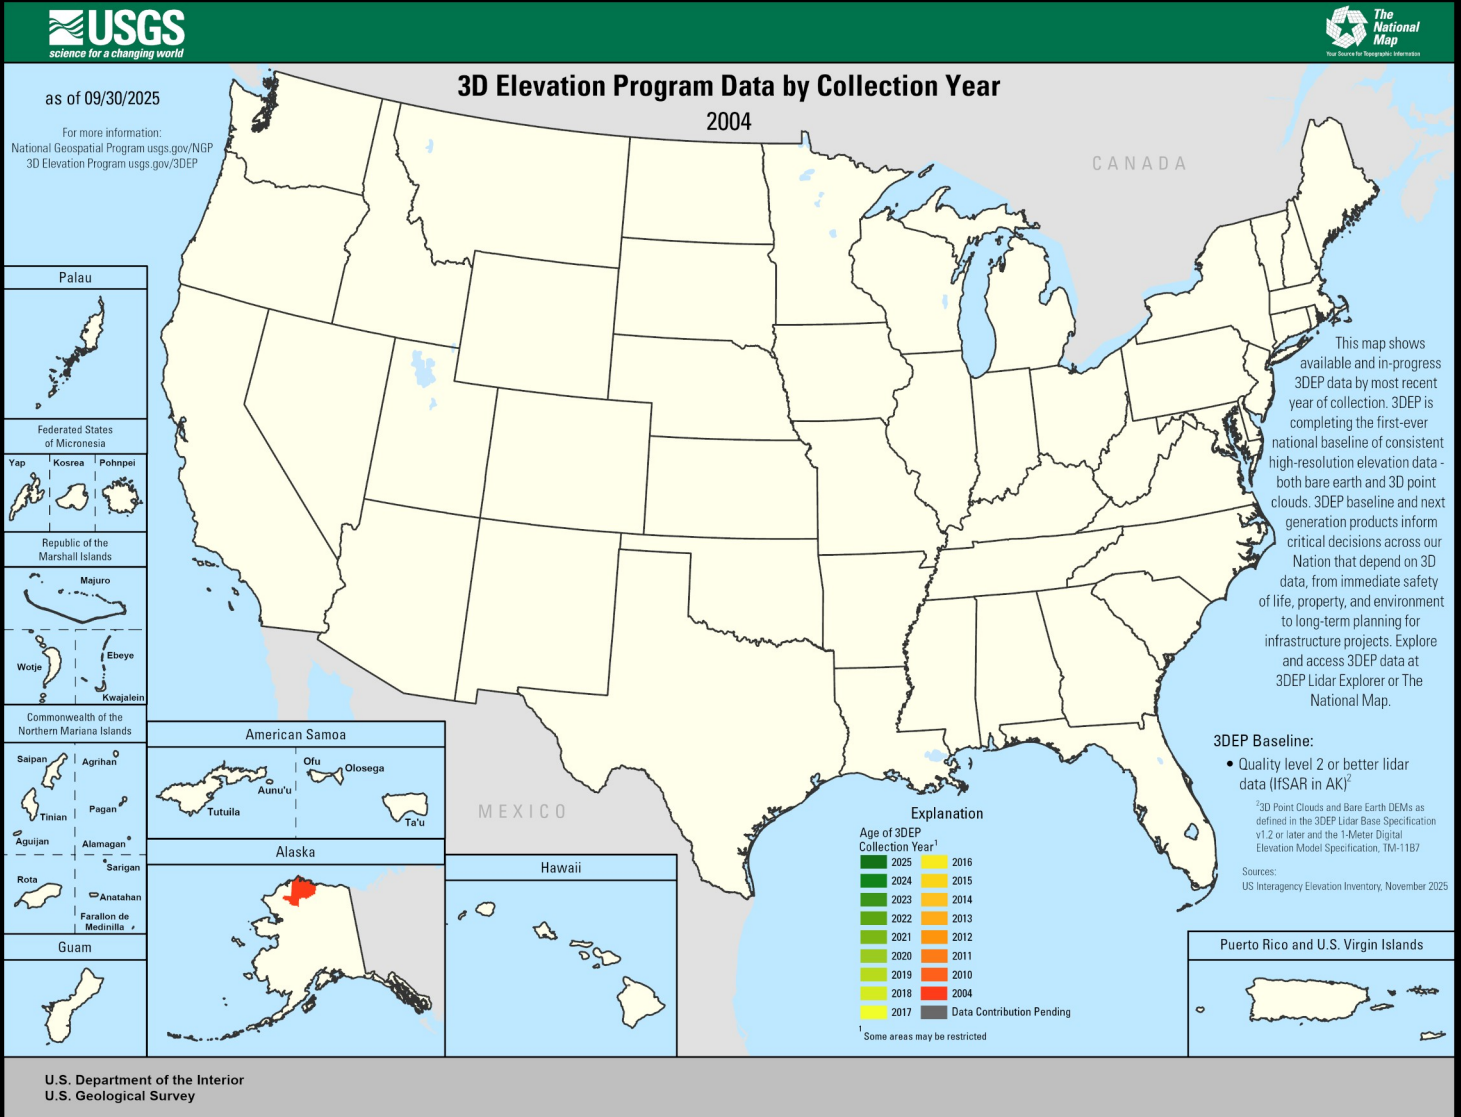 USGS
science for a changing world
The
National
Map
Your Source for Topographic Information
3D Elevation Program Data by Collection Year
2004
as of 09/30/2025
For more information:
National Geospatial Program usgs.gov/NGP
3D Elevation Program usgs.gov/3DEP
CANADA
MEXICO
Palau
Federated States
of Micronesia
Yap
Kosrea
Pohnpei
Republic of the
Marshall Islands
Majuro
Wotje
Ebeye
Kwajalein
Commonwealth of the
Northern Mariana Islands
Saipan
Agrihan
Tinian
Pagan
Aguijan
Alamagan
Sarigan
Rota
Anatahan
Farallon de
Medinilla
Guam
American Samoa
Ofu
Olosega
Aunu'u
Tutuila
Ta'u
Alaska
Hawaii
This map shows
available and in-progress
3DEP data by most recent
year of collection. 3DEP is
completing the first-ever
national baseline of consistent
high-resolution elevation data -
both bare earth and 3D point
clouds. 3DEP baseline and next
generation products inform
critical decisions across our
Nation that depend on 3D
data, from immediate safety
of life, property, and environment
to long-term planning for
infrastructure projects. Explore
and access 3DEP data at
3DEP Lidar Explorer or The
National Map.
3DEP Baseline:
• Quality level 2 or better lidar
data (IfSAR in AK)²
²3D Point Clouds and Bare Earth DEMs as
defined in the 3DEP Lidar Base Specification
v1.2 or later and the 1-Meter Digital
Elevation Model Specification, TM-11B7
Sources:
US Interagency Elevation Inventory, November 2025
Explanation
Age of 3DEP
Collection Year¹
2025 2016
2024 2015
2023 2014
2022 2013
2021 2012
2020 2011
2019 2010
2018 2004
2017 Data Contribution Pending
¹ Some areas may be restricted
Puerto Rico and U.S. Virgin Islands
U.S. Department of the Interior
U.S. Geological Survey